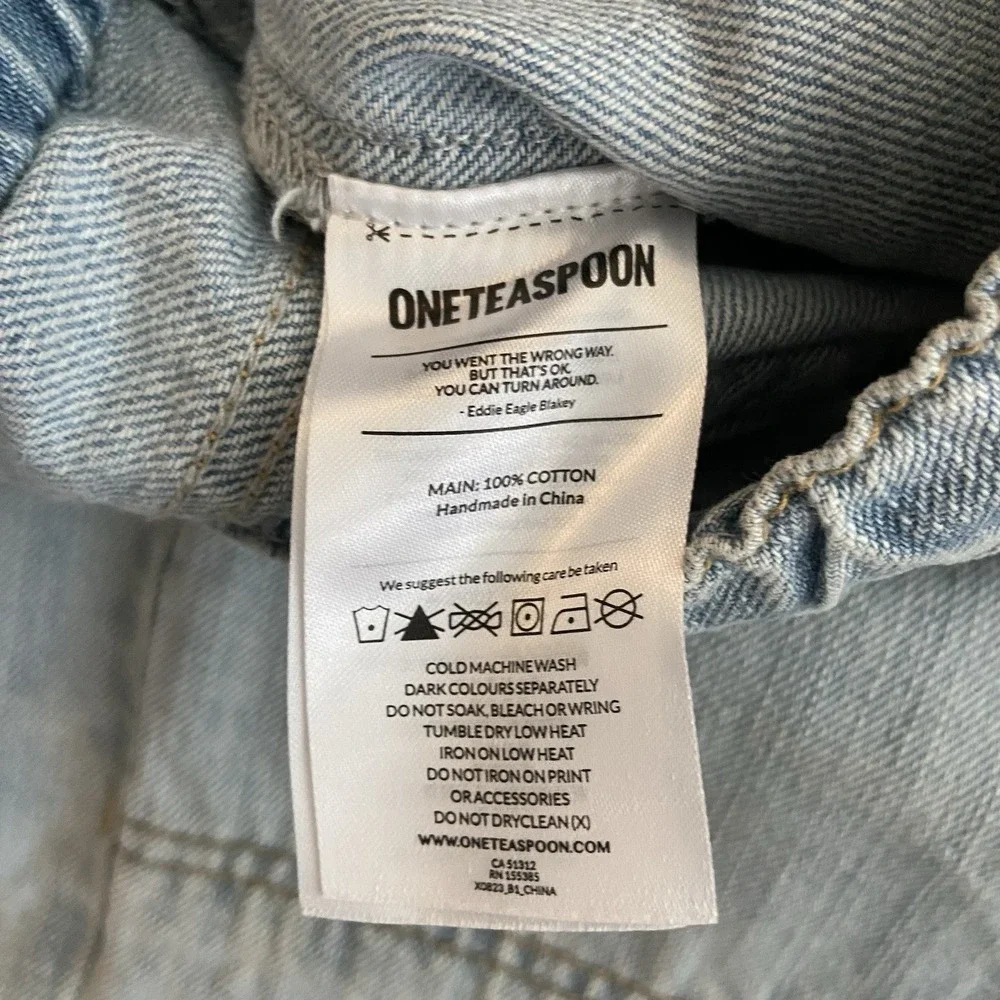 ONETEASPOON
YOU WENT THE WRONG WAY.
BUT THAT'S OK.
YOU CAN TURN AROUND.
- Eddie Eagle Blakey
MAIN: 100% COTTON
Handmade in China
We suggest the following care be taken
COLD MACHINE WASH
DARK COLOURS SEPARATELY
DO NOT SOAK, BLEACH OR WRING
TUMBLE DRY LOW HEAT
IRON ON LOW HEAT
DO NOT IRON ON PRINT
OR ACCESSORIES
DO NOT DRYCLEAN (X)
WWW.ONETEASPOON.COM
CA 51312
RN 155385
X0823_B1_CHINA